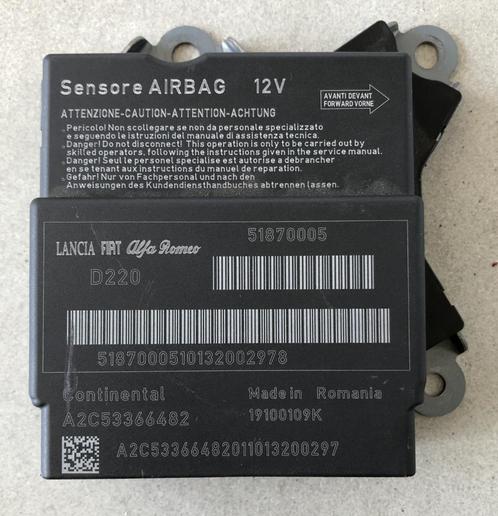 Sensore AIRBAG 12V
AVANTI DEVANT
FORWARD VORNE
ATTENZIONE-CAUTION-ATTENTION-ACHTUNG
-Pericolo! Non scollegare se non da personale specializzato
e seguendo le istruzioni del manuale di assistenza tecnica.
-Danger! Do not disconnect! This operation is only to be carried out by
skilled operators, following the instructions given in the service manual.
-Danger! Seul le personel specialise est autorise a debrancher
en se tenant aux instructions du manuel de reparation.
-Gefahr! Nur von Fachpersonal und nach den
Anweisungen des Kundendiensthandbuches abtrennen lassen.
51870005
LANCIA FIAT Alfa Romeo
D220
5187000510132002978
Continental Made in Romania
A2C53366482 19100109K
A2C53366482011013200297